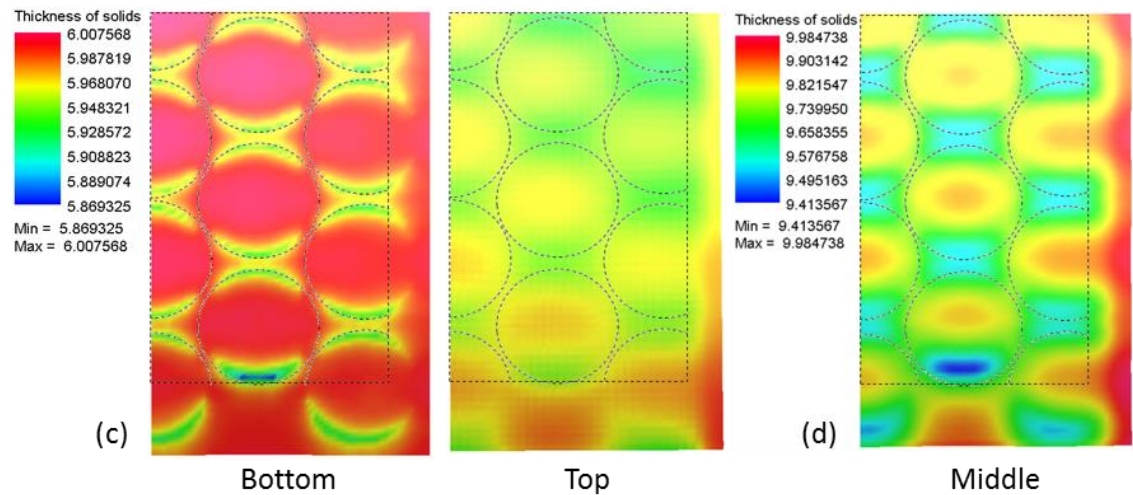 Thickness of solids
6.007568
5.987819
5.968070
5.948321
5.928572
5.908823
5.889074
5.869325
Min = 5.869325
Max = 6.007568
(c)
Bottom
Top
Thickness of solids
9.984738
9.903142
9.821547
9.739950
9.658355
9.576758
9.495163
9.413567
Min = 9.413567
Max = 9.984738
(d)
Middle